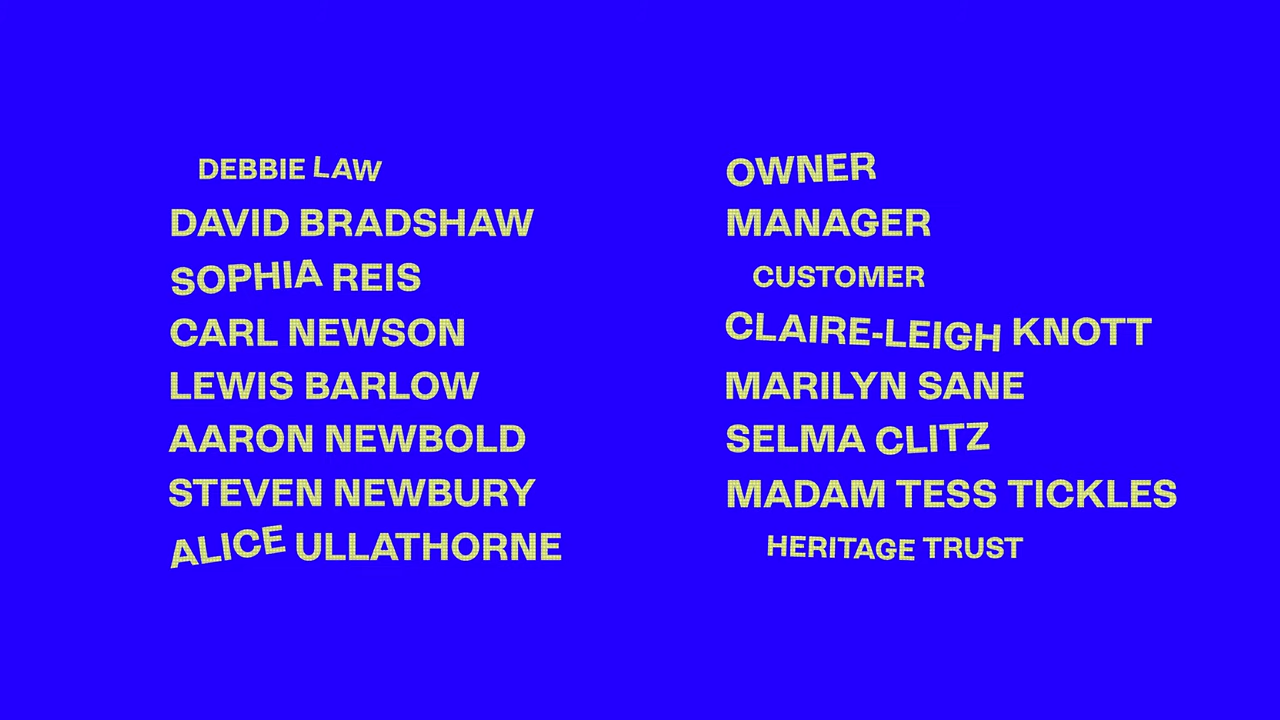 DEBBIE LAW OWNER
DAVID BRADSHAW MANAGER
SOPHIA REIS CUSTOMER
CARL NEWSON CLAIRE-LEIGH KNOTT
LEWIS BARLOW MARILYN SANE
AARON NEWBOLD SELMA CLITZ
STEVEN NEWBURY MADAM TESS TICKLES
ALICE ULLATHORNE HERITAGE TRUST